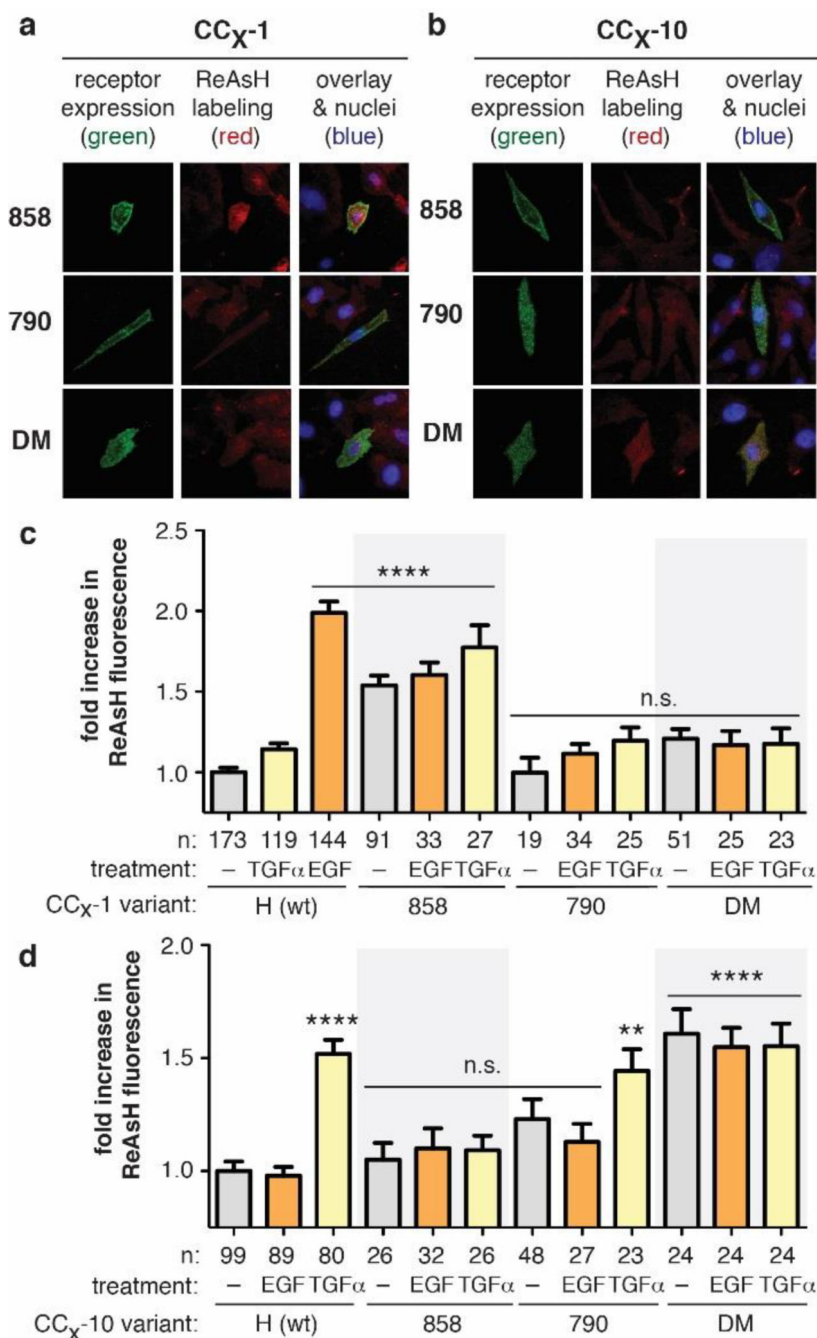 a
CCX-1
receptor expression (green)
ReAsH labeling (red)
overlay & nuclei (blue)
858
790
DM
b
CCX-10
receptor expression (green)
ReAsH labeling (red)
overlay & nuclei (blue)
858
790
DM
c
fold increase in
ReAsH fluorescence
2.5
2.0
1.5
1.0
****
n.s.
n: 173 119 144 91 33 27 19 34 25 51 25 23
treatment: – TGFα EGF – EGF TGFα – EGF TGFα – EGF TGFα
CCX-1 variant: H (wt) 858 790 DM
d
fold increase in
ReAsH fluorescence
2.0
1.5
1.0
****
n.s.
**
****
n: 99 89 80 26 32 26 48 27 23 24 24 24
treatment: – EGF TGFα – EGF TGFα – EGF TGFα – EGF TGFα
CCX-10 variant: H (wt) 858 790 DM